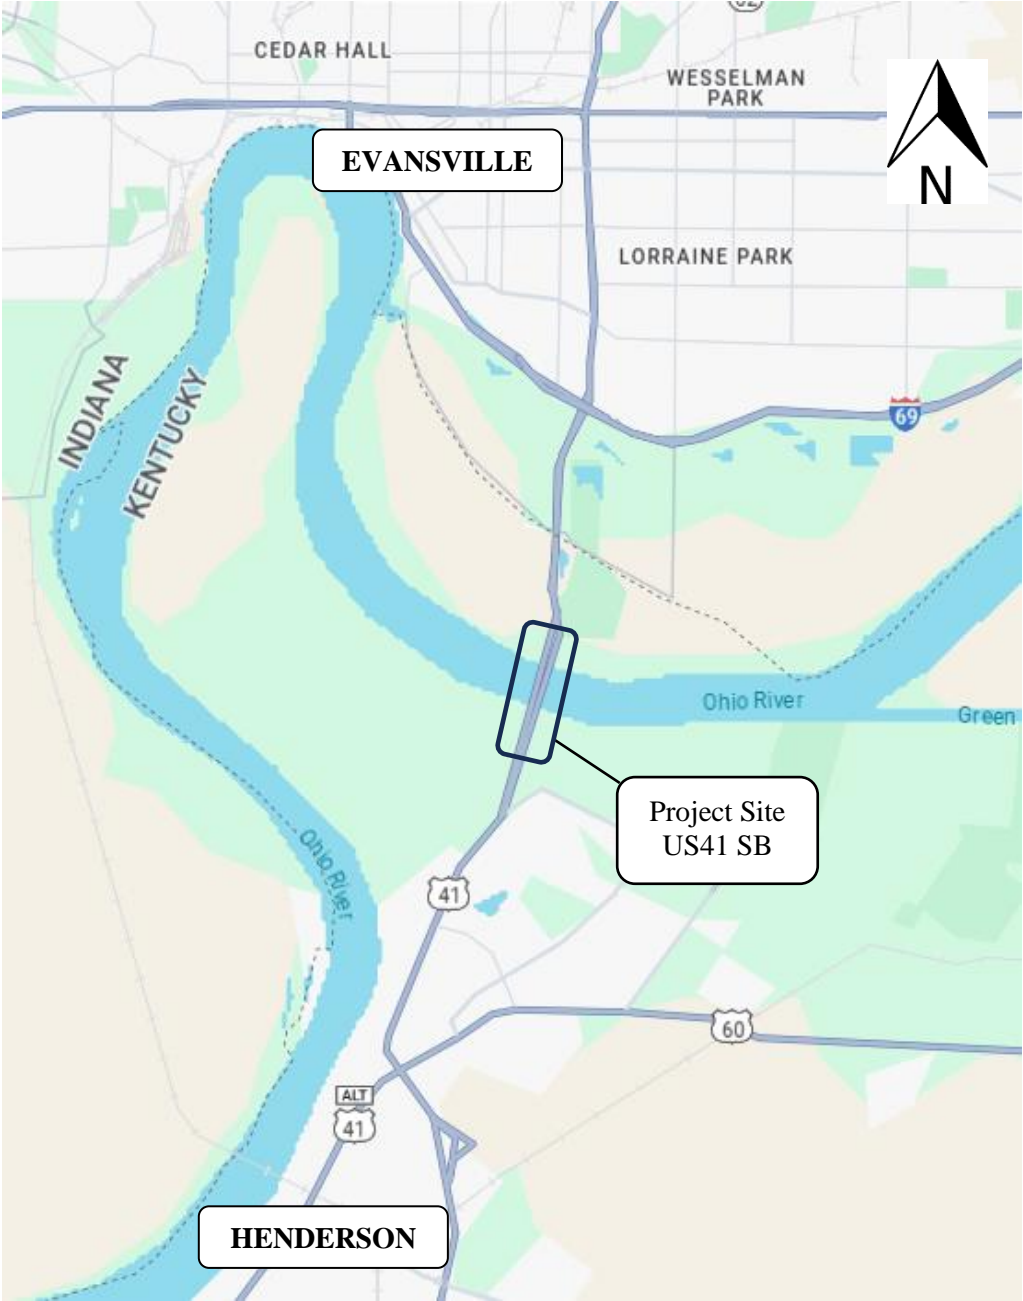 62
CEDAR HALL
WESSELMAN
PARK
EVANSVILLE
N
LORRAINE PARK
INDIANA
KENTUCKY
69
Ohio River
Green
Project Site
US41 SB
Ohio River
41
60
ALT
41
HENDERSON